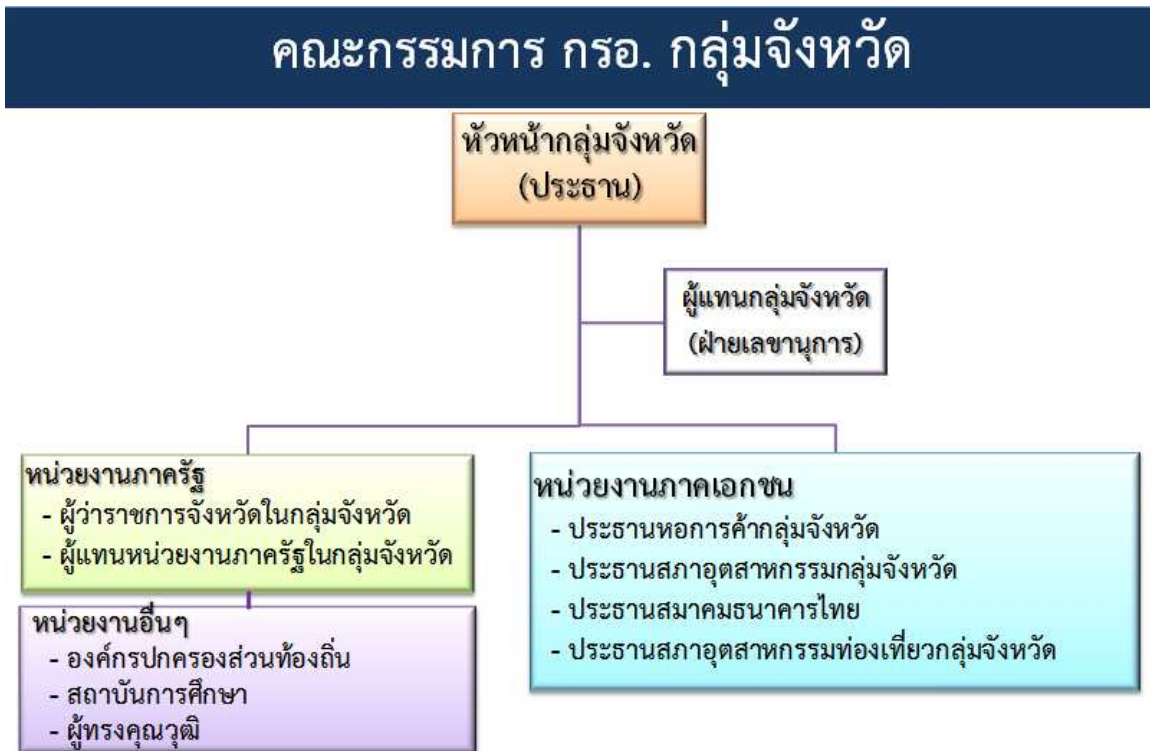 คณะกรรมการ กรอ. กลุ่มจังหวัด
หัวหน้ากลุ่มจังหวัด
(ประธาน)
ผู้แทนกลุ่มจังหวัด
(ฝ่ายเลขานุการ)
หน่วยงานภาครัฐ
- ผู้ว่าราชการจังหวัดในกลุ่มจังหวัด
- ผู้แทนหน่วยงานภาครัฐในกลุ่มจังหวัด
หน่วยงานอื่นๆ
- องค์กรปกครองส่วนท้องถิ่น
- สถาบันการศึกษา
- ผู้ทรงคุณวุฒิ
หน่วยงานภาคเอกชน
- ประธานหอการค้ากลุ่มจังหวัด
- ประธานสภาอุตสาหกรรมกลุ่มจังหวัด
- ประธานสมาคมธนาคารไทย
- ประธานสภาอุตสาหกรรมท่องเที่ยวกลุ่มจังหวัด